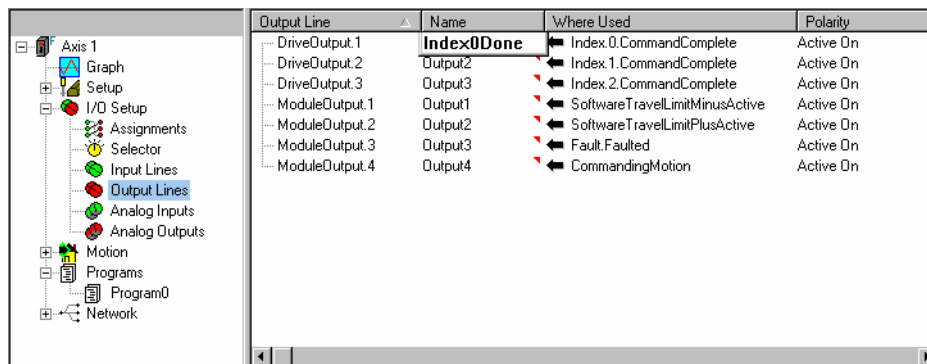 Axis 1
Graph
Setup
I/O Setup
Assignments
Selector
Input Lines
Output Lines
Analog Inputs
Analog Outputs
Motion
Programs
Program0
Network
Output Line Name Where Used Polarity
DriveOutput.1 Index0Done Index.0.CommandComplete Active On
DriveOutput.2 Output2 Index.1.CommandComplete Active On
DriveOutput.3 Output3 Index.2.CommandComplete Active On
ModuleOutput.1 Output1 SoftwareTravelLimitMinusActive Active On
ModuleOutput.2 Output2 SoftwareTravelLimitPlusActive Active On
ModuleOutput.3 Output3 Fault.Faulted Active On
ModuleOutput.4 Output4 CommandingMotion Active On